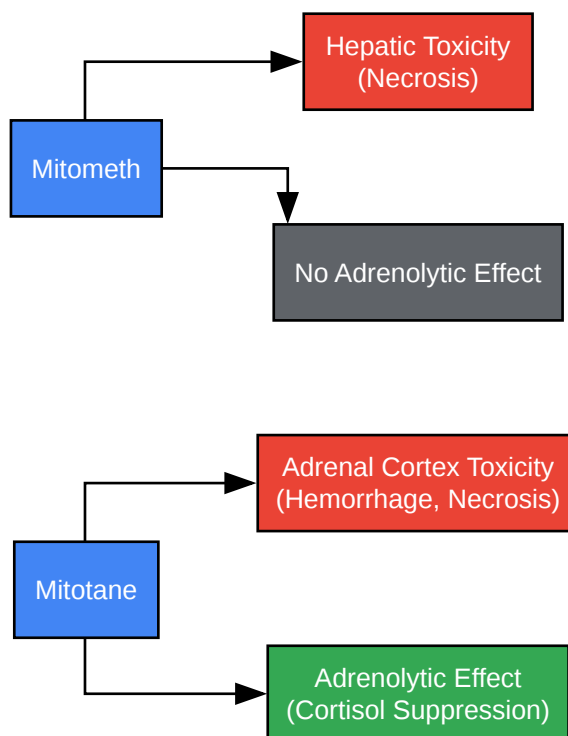 Hepatic Toxicity
(Necrosis)
Mitometh
No Adrenolytic Effect
Adrenal Cortex Toxicity
(Hemorrhage, Necrosis)
Mitotane
Adrenolytic Effect
(Cortisol Suppression)